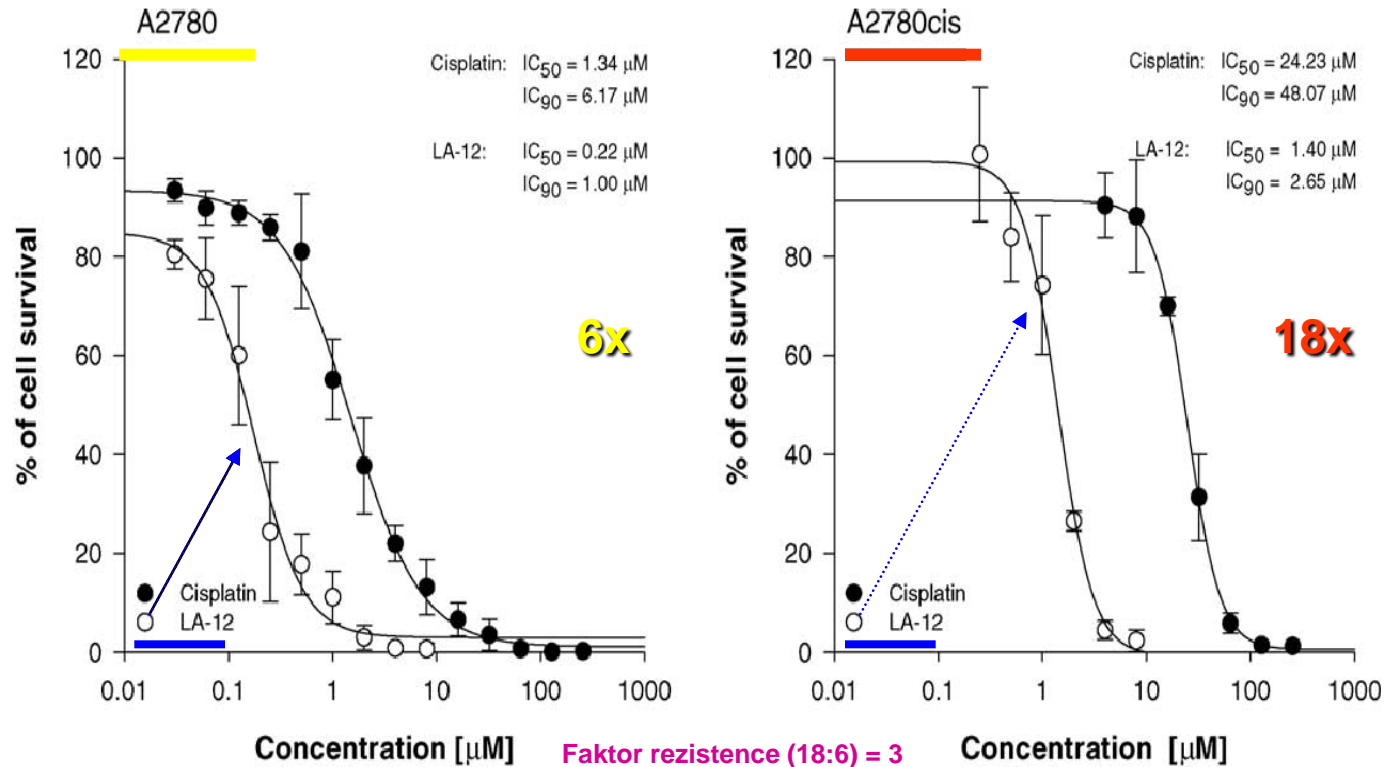 A2780
Cisplatin: IC50 = 1.34 μM
IC90 = 6.17 μM
LA-12: IC50 = 0.22 μM
IC90 = 1.00 μM
120
100
80
60
40
20
0
% of cell survival
6x
Cisplatin
LA-12
0.01 0.1 1 10 100 1000
Concentration [μM]
A2780cis
Cisplatin: IC50 = 24.23 μM
IC90 = 48.07 μM
LA-12: IC50 = 1.40 μM
IC90 = 2.65 μM
120
100
80
60
40
20
0
% of cell survival
18x
Cisplatin
LA-12
0.01 0.1 1 10 100 1000
Concentration [μM]
Faktor rezistence (18:6) = 3